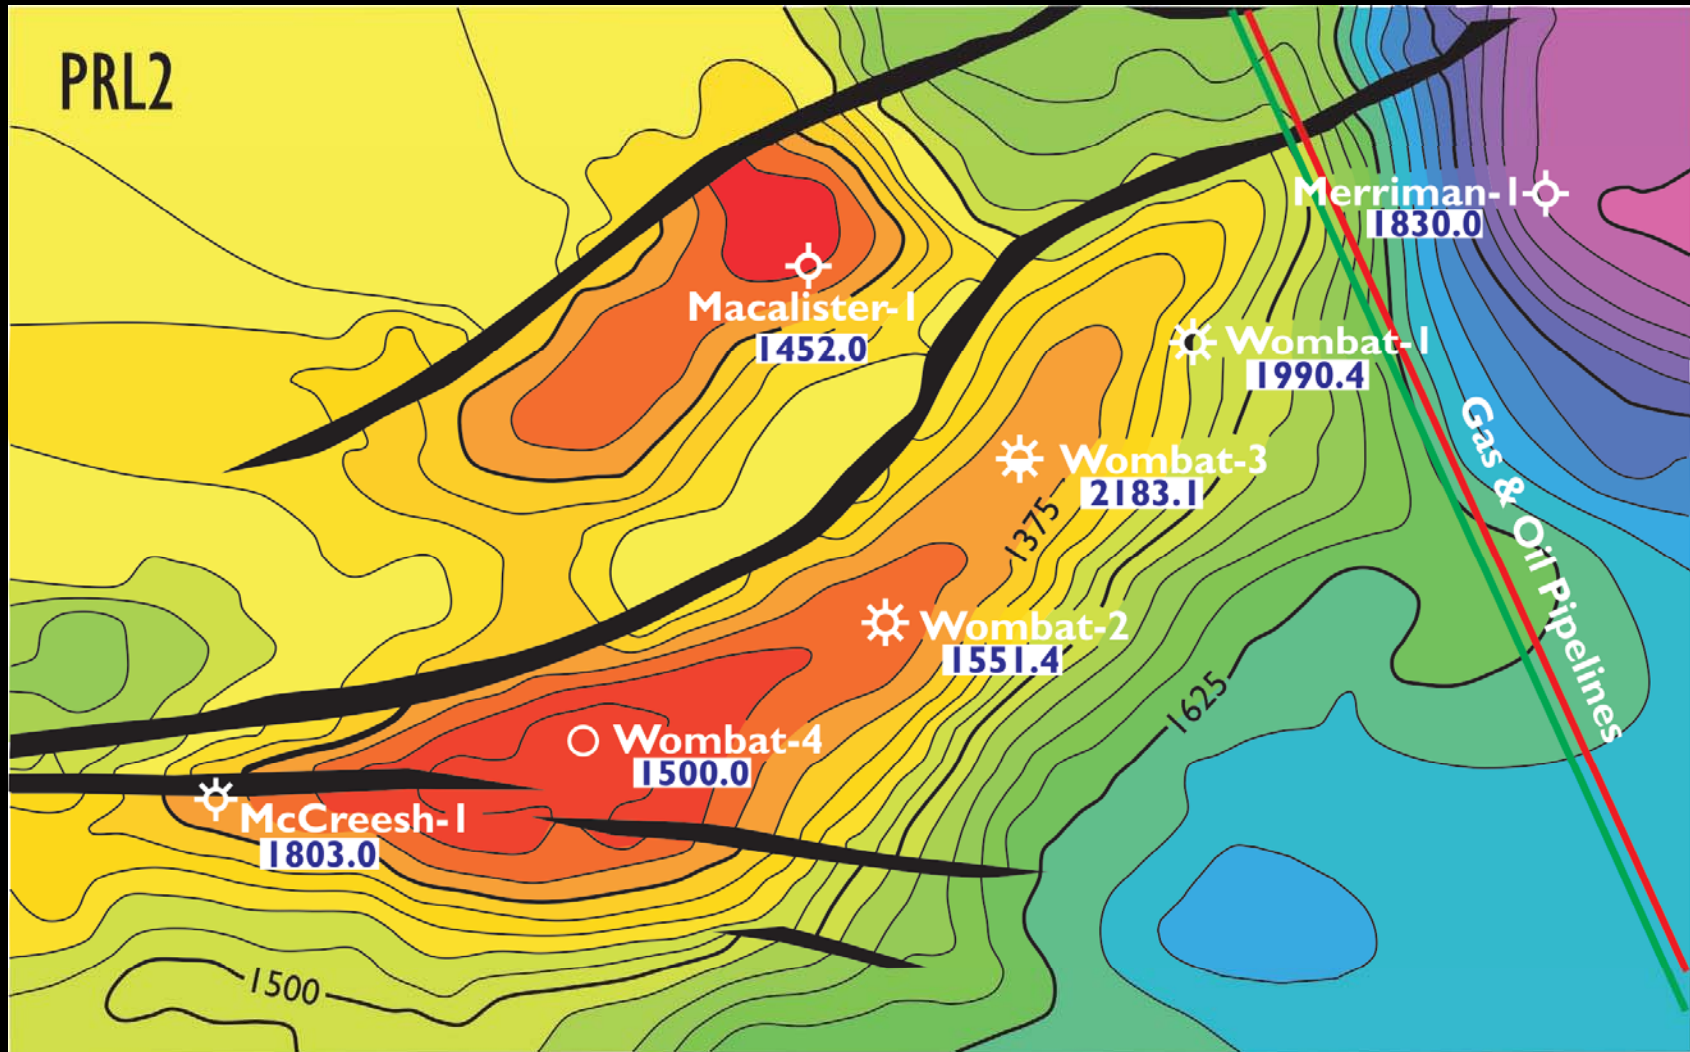 PRL2
Merriman-1
1830.0
Macalister-1
1452.0
Wombat-1
1990.4
Wombat-3
2183.1
1375
Gas & Oil Pipelines
Wombat-2
1551.4
1625
Wombat-4
1500.0
McCreesh-1
1803.0
1500